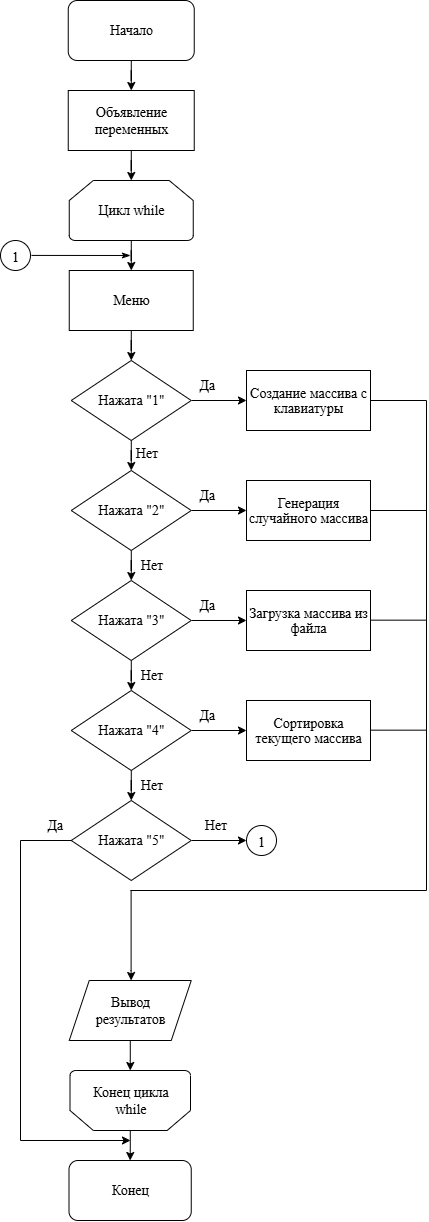 Начало
Объявление
переменных
Цикл while
1
Меню
Нажата "1"
Да
Создание массива с
клавиатуры
Нет
Нажата "2"
Да
Генерация
случайного массива
Нет
Нажата "3"
Да
Загрузка массива из
файла
Нет
Нажата "4"
Да
Сортировка
текущего массива
Нет
Да
Нажата "5"
Нет
1
Вывод
результатов
Конец цикла
while
Конец